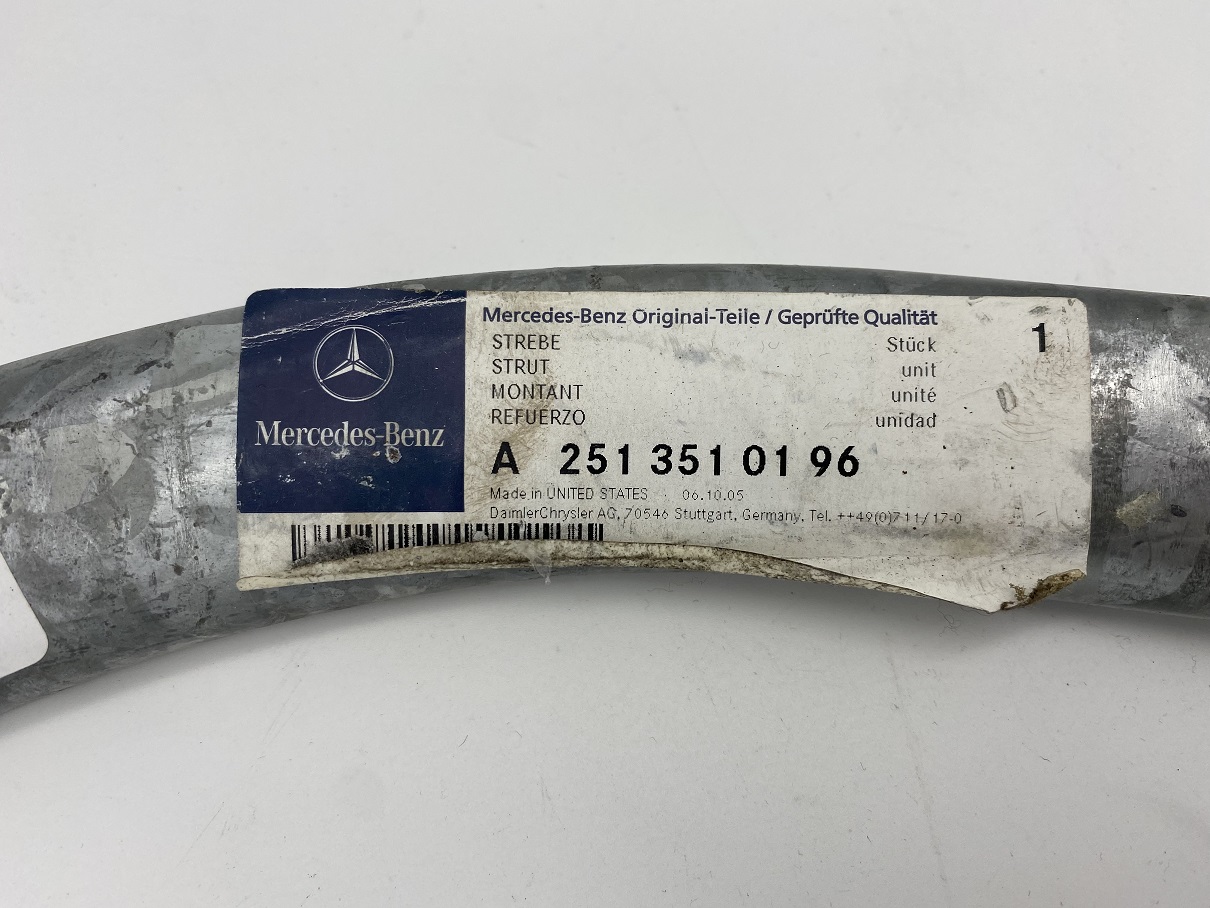 Mercedes-Benz
Mercedes-Benz Original-Teile / Geprüfte Qualität
STREBE Stück 1
STRUT unit
MONTANT unité
REFUERZO unidad
A 251 351 01 96
Made in UNITED STATES 06.10.05
DaimlerChrysler AG, 70546 Stuttgart, Germany, Tel. ++49(0)711/17-0